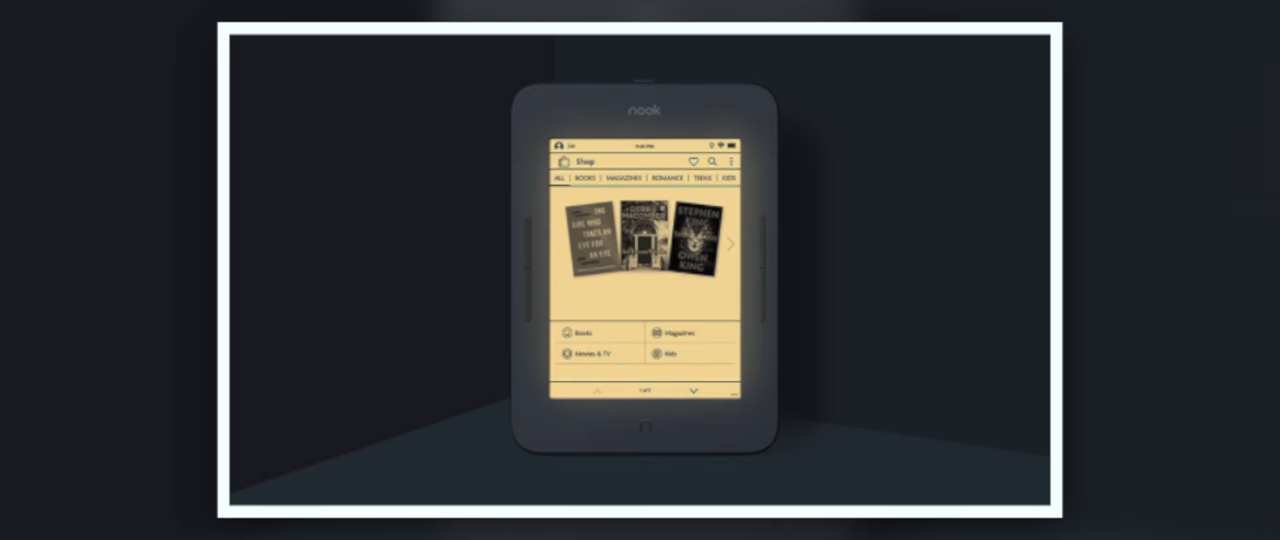 nook
Shop
ALL | BOOKS | MAGAZINES | ROMANCE | TEENS | KIDS
THE
GIRL WHO
TAKES AN
EYE FOR
AN EYE
DEBBIE
MACOMBER
STEPHEN
KING
OWEN
KING
Books
Magazines
Movies & TV
Kids